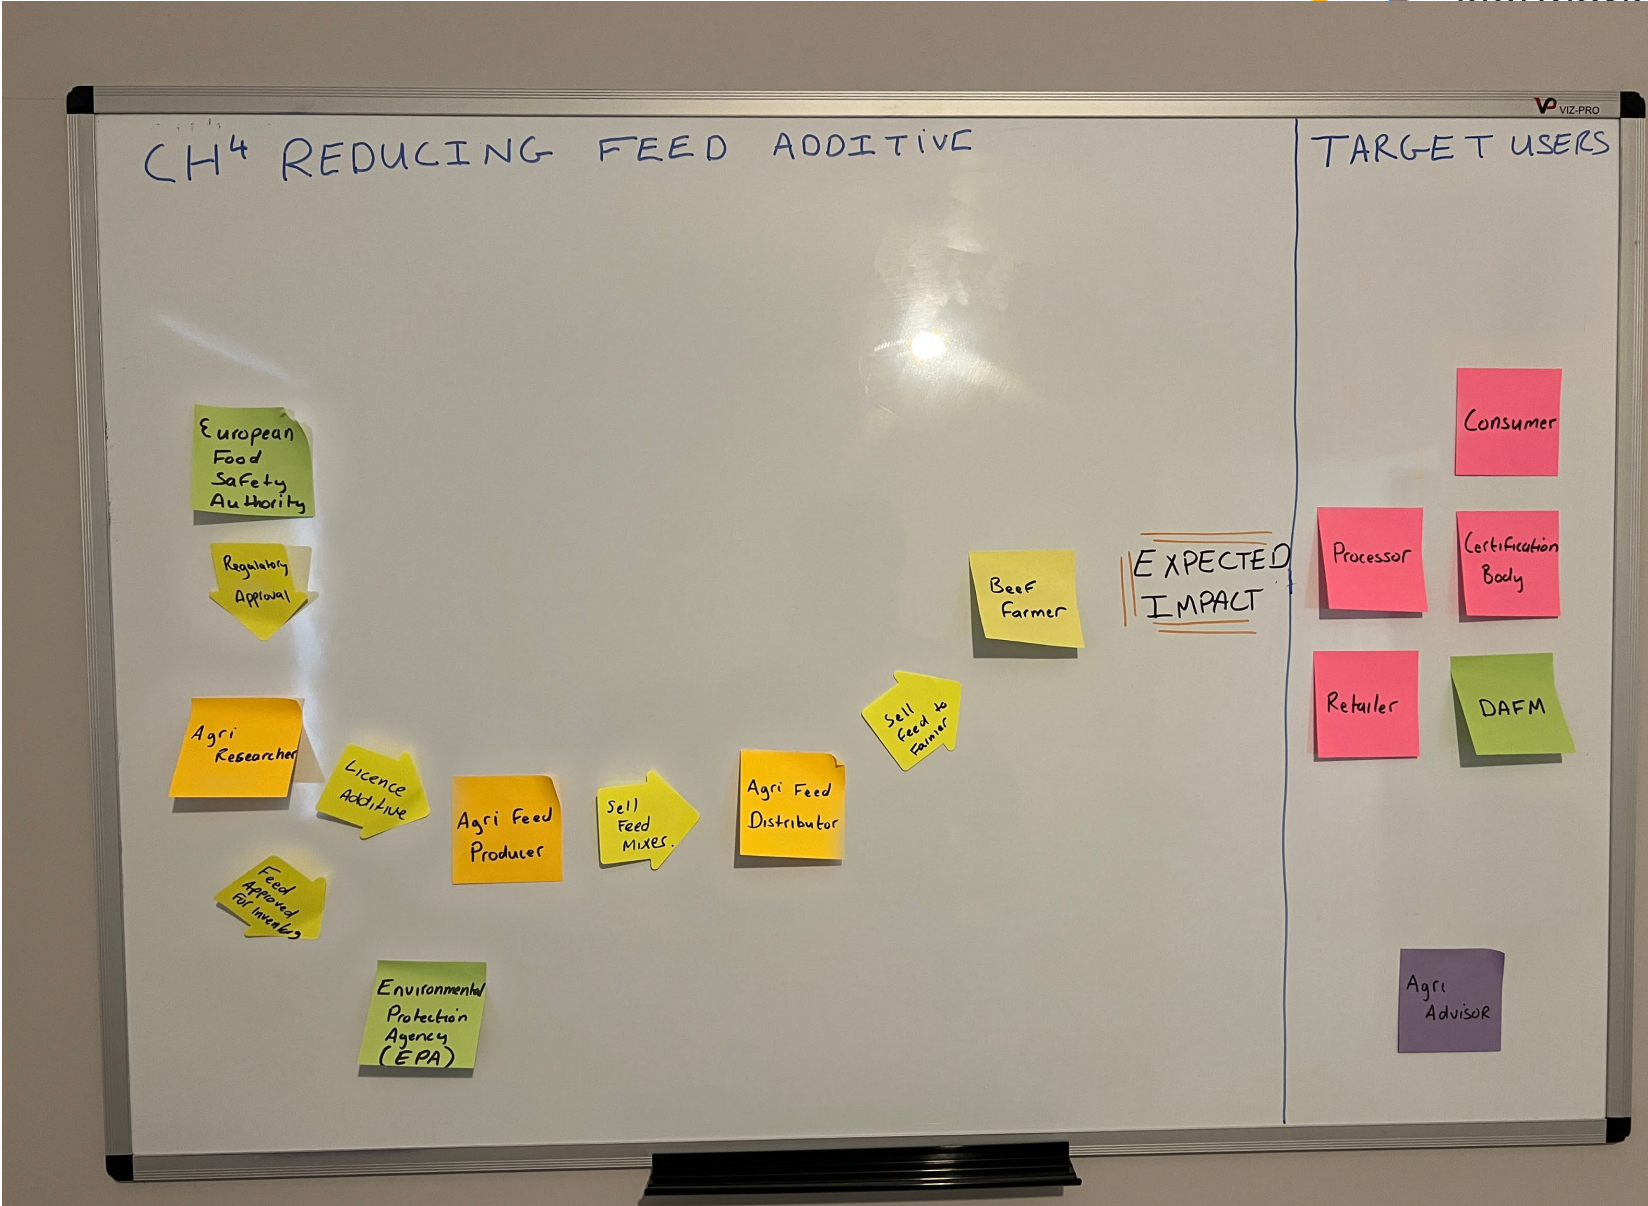 VP VIZ-PRO
CH⁴ REDUCING FEED ADDITIVE
TARGET USERS
European
Food
Safety
Authority
Regulatory
Approval
Agri
Researcher
Licence
Additive
Feed
Approved
For Inventory
Environmental
Protection
Agency
(EPA)
Agri Feed
Producer
Sell
Feed
Mixes.
Agri Feed
Distributor
Sell
feed to
Farmer
Beef
Farmer
EXPECTED
IMPACT
Consumer
Processor
Certification
Body
Retailer
DAFM
Agri
Advisor